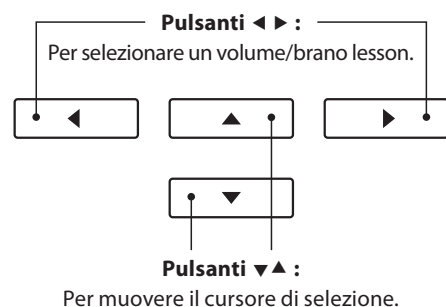 Pulsanti ◄ ► :
Per selezionare un volume/brano lesson.
◄ ▲ ►
▼
Pulsanti ▼▲ :
Per muovere il cursore di selezione.